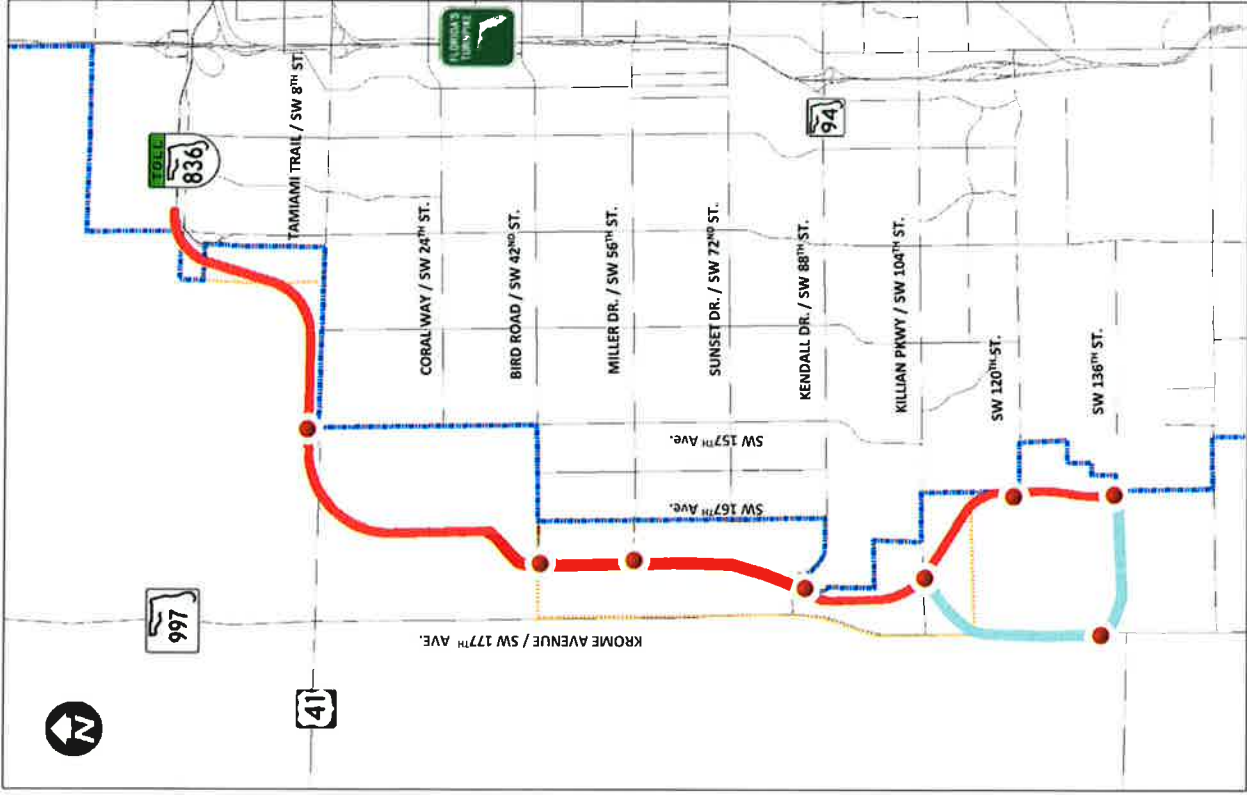 FLORIDA'S
TURNPIKE
TOLL
836
TAMIAMI TRAIL / SW 8TH ST.
997
N
41
CORAL WAY / SW 24TH ST.
BIRD ROAD / SW 42ND ST.
MILLER DR. / SW 56TH ST.
SUNSET DR. / SW 72ND ST.
94
KENDALL DR. / SW 88TH ST.
KILLIAN PKWY / SW 104TH ST.
SW 120TH ST.
SW 136TH ST.
SW 157TH Ave.
SW 167TH Ave.
KROME AVENUE / SW 177TH AVE.